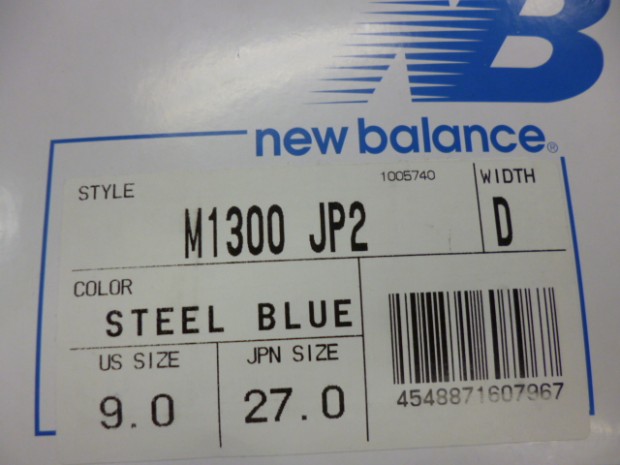 NB
new balance®
STYLE
1005740
WIDTH
M1300 JP2
D
COLOR
STEEL BLUE
US SIZE
JPN SIZE
9.0
27.0
4548871607967